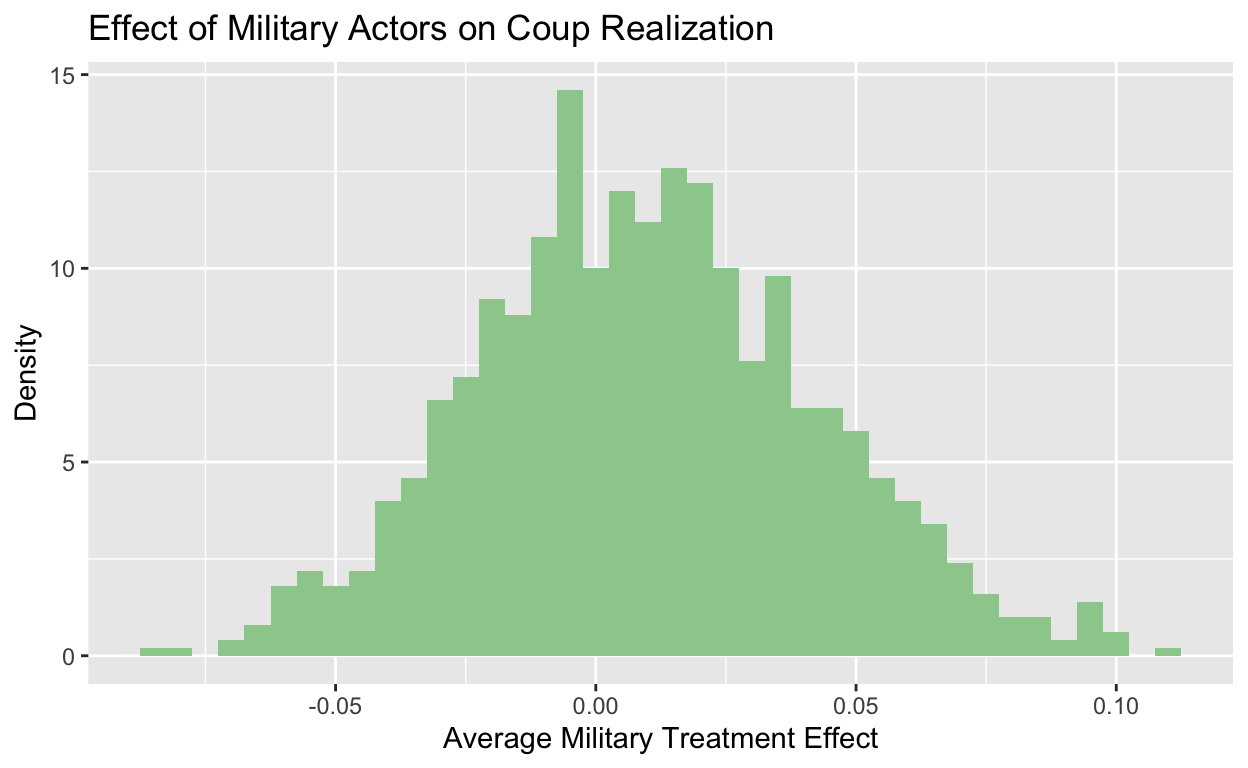 Effect of Military Actors on Coup Realization
15
10
5
0
Density
-0.05
0.00
0.05
0.10
Average Military Treatment Effect